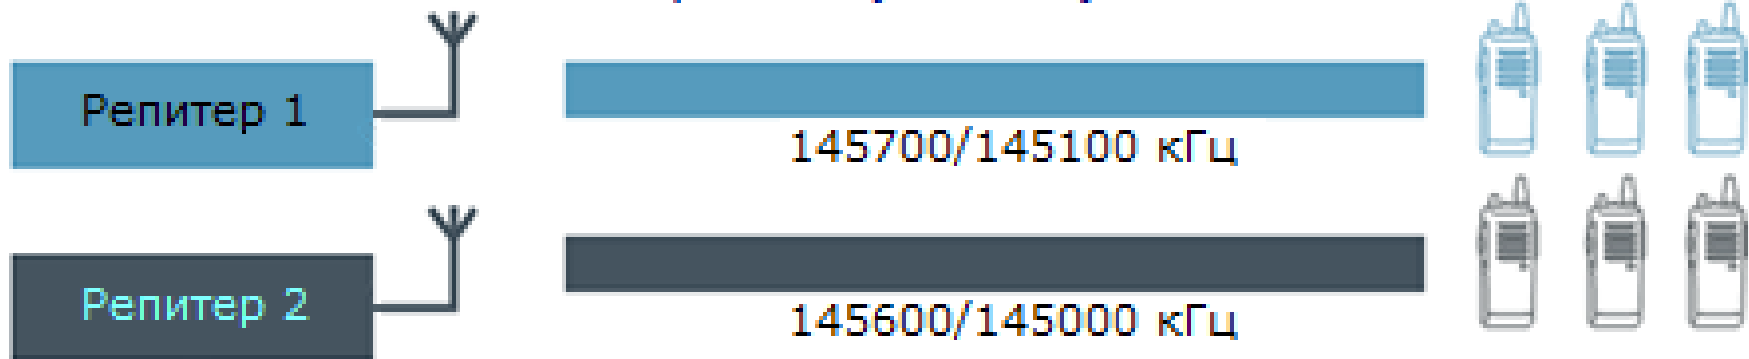 Репитер 1
145700/145100 кГц
Репитер 2
145600/145000 кГц